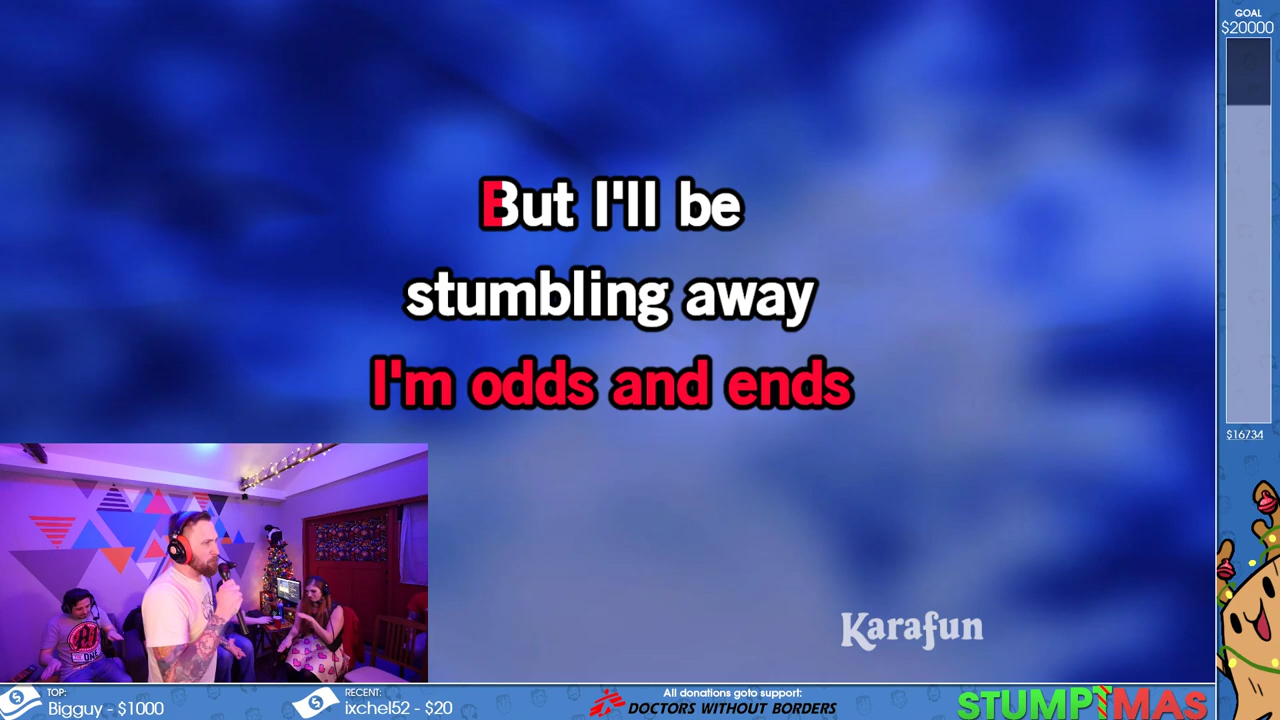 GOAL
$20000
But I'll be
stumbling away
I'm odds and ends
$16734
Karafun
TOP:
Bigguy - $1000
RECENT:
ixchel52 - $20
All donations goto support:
DOCTORS WITHOUT BORDERS
STUMPTMAS